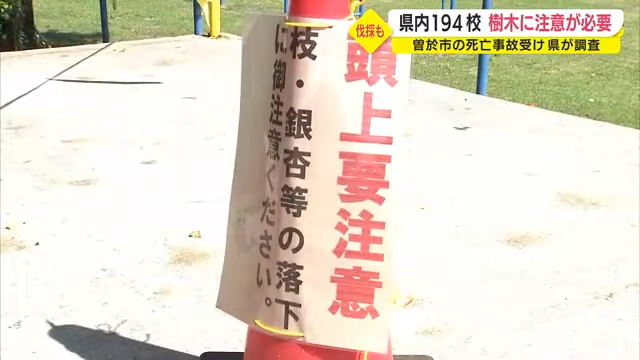 伐採も
県内194校 樹木に注意が必要
曽於市の死亡事故受け 県が調査
頭上要注意
枝・銀杏等の落下
に御注意ください。